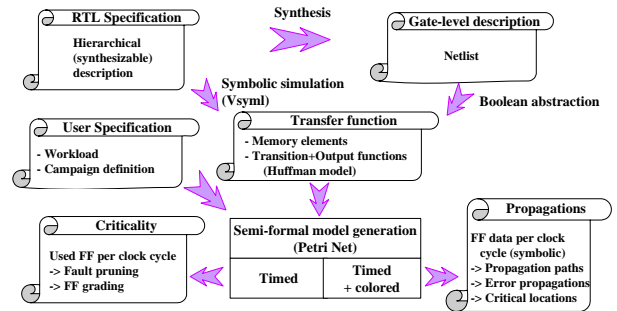 RTL Specification
Hierarchical
(synthesizable)
description
Synthesis
Gate-level description
Netlist
Symbolic simulation
(Vsyml)
Boolean abstraction
User Specification
- Workload
- Campaign definition
Transfer function
- Memory elements
- Transition+Output functions
(Huffman model)
Criticality
Used FF per clock cycle
-> Fault pruning
-> FF grading
Semi-formal model generation
(Petri Net)
Timed
Timed
+ colored
Propagations
FF data per clock
cycle (symbolic)
-> Propagation paths
-> Error propagations
-> Critical locations